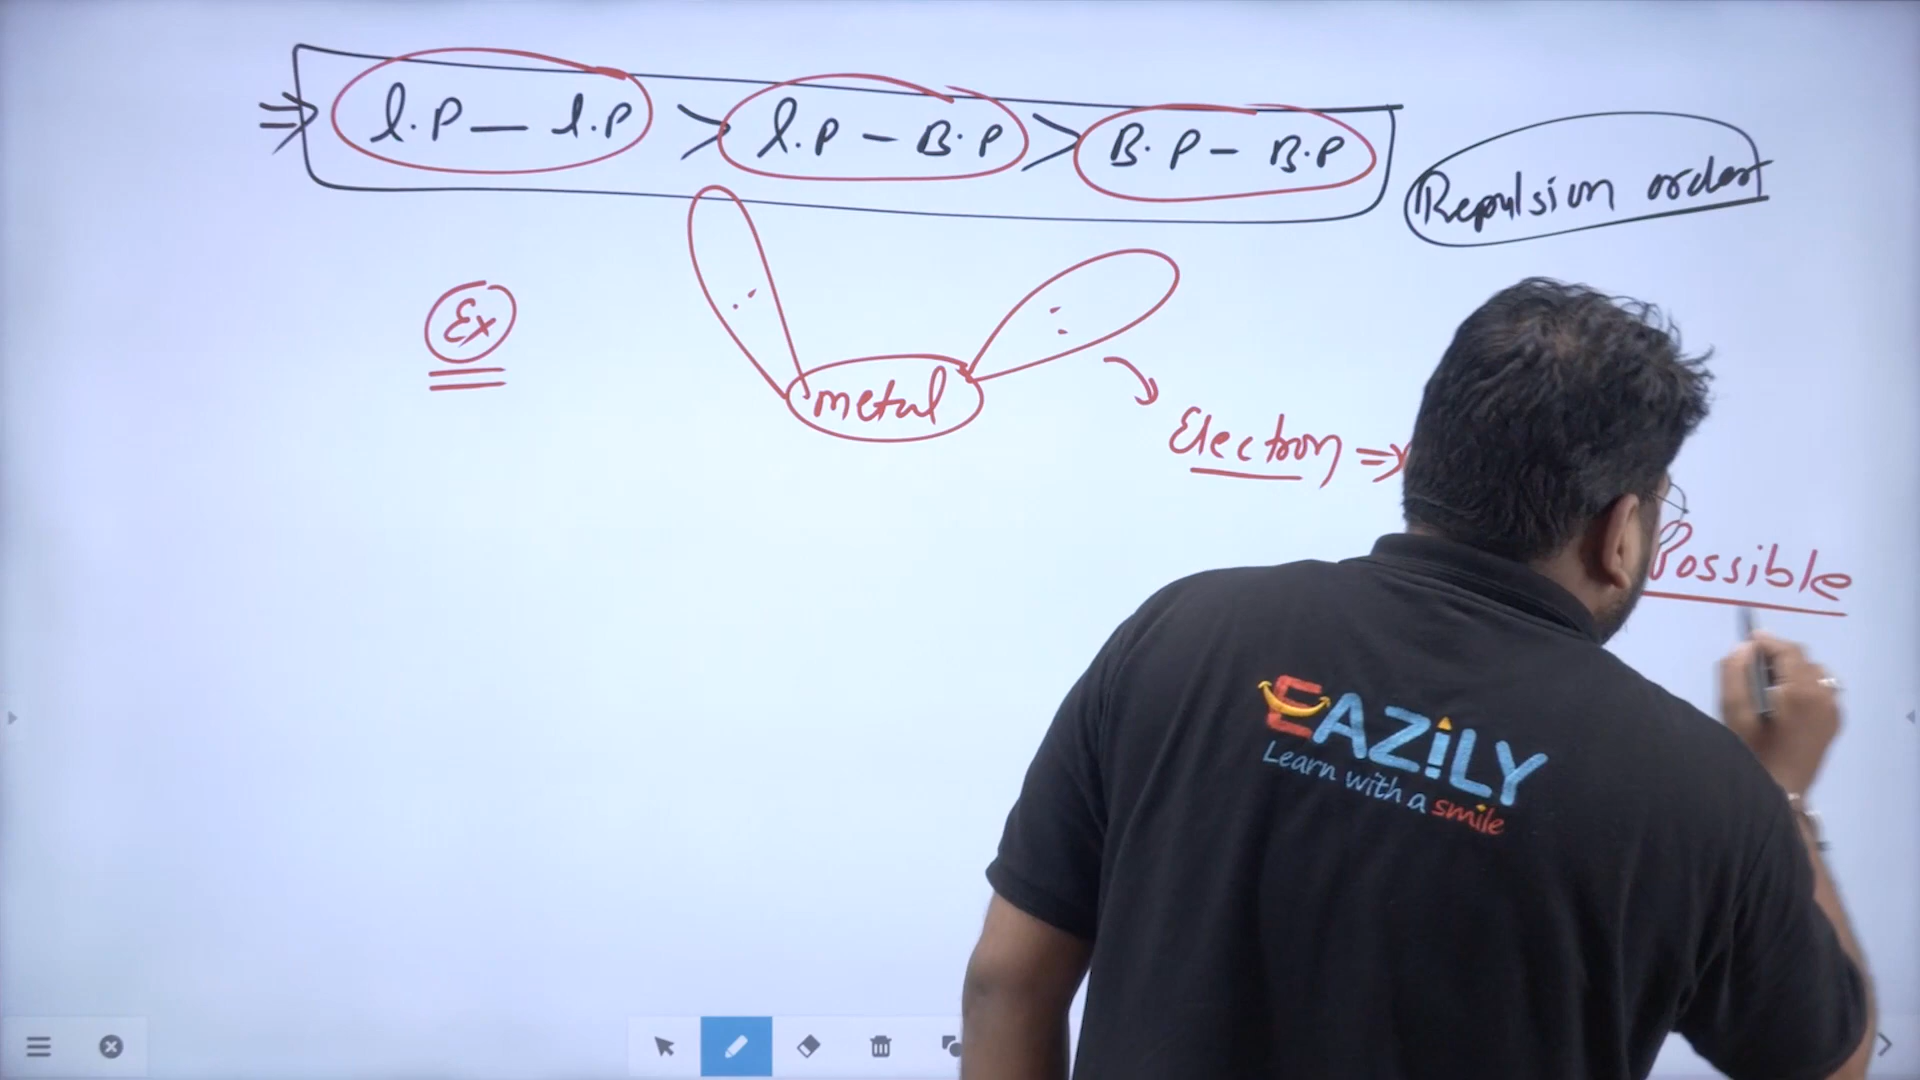 ⇒ l.P – l.P > l.P – B.P > B.P – B.P
Repulsion order
Ex
metal
Electron ⇒
Possible
EAZiLY
Learn with a smile